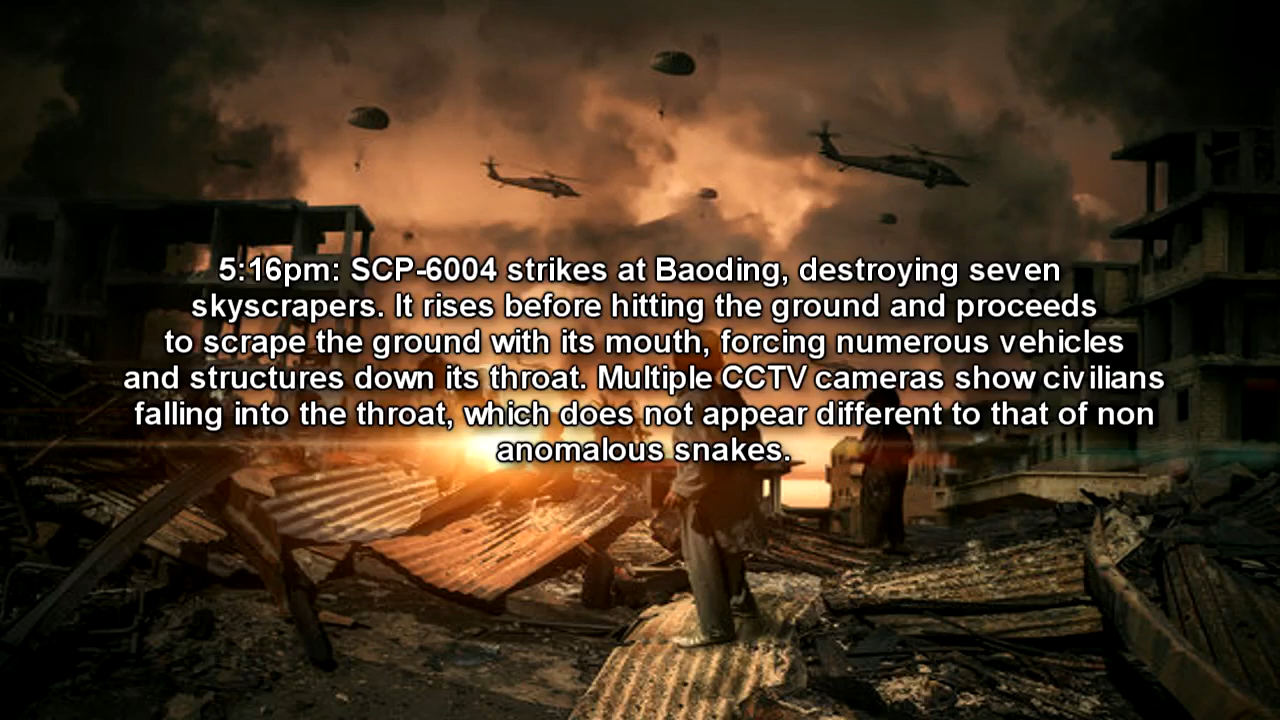 5:16pm: SCP-6004 strikes at Baoding, destroying seven
skyscrapers. It rises before hitting the ground and proceeds
to scrape the ground with its mouth, forcing numerous vehicles
and structures down its throat. Multiple CCTV cameras show civilians
falling into the throat, which does not appear different to that of non
anomalous snakes.